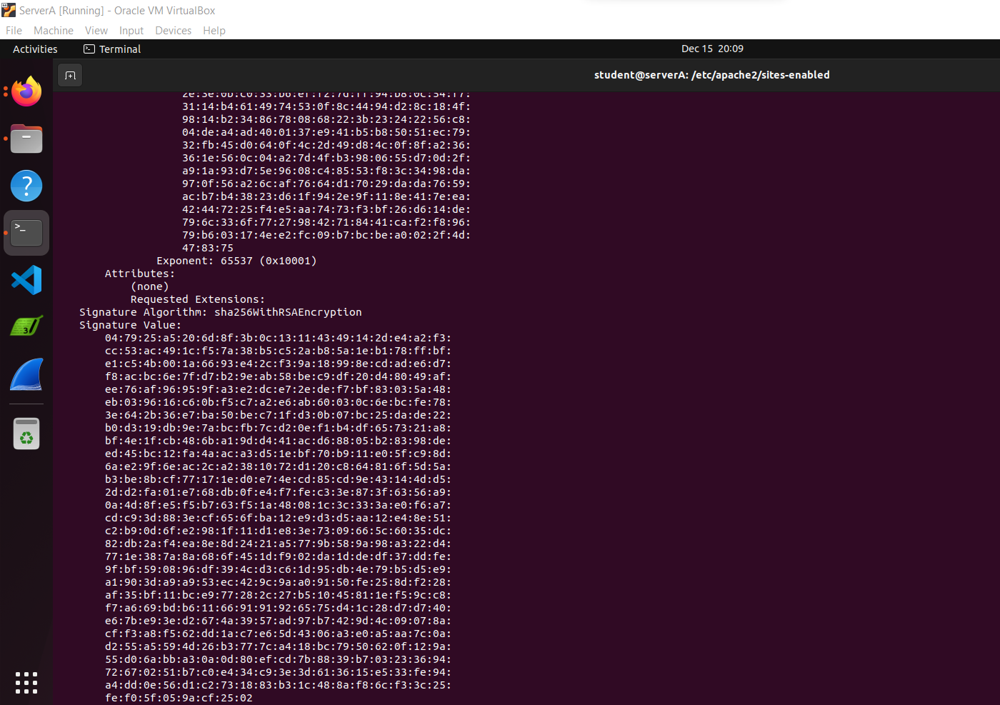 ServerA [Running] - Oracle VM VirtualBox
File Machine View Input Devices Help
Activities Terminal Dec 15 20:09
student@serverA: /etc/apache2/sites-enabled
2e:3e:0b:c0:33:b6:ef:f2:7d:ff:94:b8:0c:54:f7:
31:14:b4:61:49:74:53:0f:8c:44:94:d2:8c:18:4f:
98:14:b2:34:86:78:08:68:22:3b:23:24:22:56:c8:
04:de:a4:ad:40:01:37:e9:41:b5:b8:50:51:ec:79:
32:fb:45:d0:64:0f:4c:2d:49:d8:4c:0f:8f:a2:36:
36:1e:56:0c:04:a2:7d:4f:b3:98:06:55:d7:0d:2f:
a9:1a:93:d7:5e:96:08:c4:85:53:f8:3c:34:98:da:
97:0f:56:a2:6c:af:76:64:d1:70:29:da:da:76:59:
ac:b7:b4:38:23:d6:1f:94:2e:9f:11:8e:41:7e:ea:
42:44:72:25:f4:e5:aa:74:73:f3:bf:26:d6:14:de:
79:6c:33:6f:77:27:98:42:71:84:41:ca:f2:f8:96:
79:b6:03:17:4e:e2:fc:09:b7:bc:be:a0:02:2f:4d:
47:83:75
Exponent: 65537 (0x10001)
Attributes:
(none)
Requested Extensions:
Signature Algorithm: sha256WithRSAEncryption
Signature Value:
04:79:25:a5:20:6d:8f:3b:0c:13:11:43:49:14:2d:e4:a2:f3:
cc:53:ac:49:1c:f5:7a:38:b5:c5:2a:b8:5a:1e:b1:78:ff:bf:
e1:c5:4b:00:1a:66:93:e4:2c:f3:9a:18:99:8e:cd:ad:e6:d7:
f8:ac:bc:6e:7f:d7:b2:9e:ab:58:be:c9:df:20:d4:80:49:af:
ee:76:af:96:95:9f:a3:e2:dc:e7:2e:de:f7:bf:83:03:5a:48:
eb:03:96:16:c6:0b:f5:c7:a2:e6:ab:60:03:0c:6e:bc:fe:78:
3e:64:2b:36:e7:ba:50:be:c7:1f:d3:0b:07:bc:25:da:de:22:
b0:d3:19:db:9e:7a:bc:fb:7c:d2:0e:f1:b4:df:65:73:21:a8:
bf:4e:1f:cb:48:6b:a1:9d:d4:41:ac:d6:88:05:b2:83:98:de:
ed:45:bc:12:fa:4a:ac:a3:d5:1e:bf:70:b9:11:e0:5f:c9:8d:
6a:e2:9f:6e:ac:2c:a2:38:10:72:d1:20:c8:64:81:6f:5d:5a:
b3:be:8b:cf:77:17:1e:d0:e7:4e:cd:85:cd:9e:43:14:4d:d5:
2d:d2:fa:01:e7:68:db:0f:e4:f7:fe:c3:3e:87:3f:63:56:a9:
0a:4d:8f:e5:f5:b7:63:f5:1a:48:08:1c:3c:33:3a:e0:f6:a7:
cd:c9:3d:88:3e:cf:65:6f:ba:12:e9:d3:d5:aa:12:e4:8e:51:
c2:b9:0d:6f:e2:98:1f:11:d1:e8:3e:73:09:66:5c:60:35:dc:
82:db:2a:f4:ea:8e:8d:24:21:a5:77:9b:58:9a:98:a3:22:d4:
77:1e:38:7a:8a:68:6f:45:1d:f9:02:da:1d:de:df:37:dd:fe:
9f:bf:59:08:96:df:39:4c:d3:c6:1d:95:db:4e:79:b5:d5:e9:
a1:90:3d:a9:a9:53:ec:42:9c:9a:a0:91:50:fe:25:8d:f2:28:
af:35:bf:11:bc:e9:77:28:2c:27:b5:10:45:81:1e:f5:9c:c8:
f7:a6:69:bd:b6:11:66:91:91:92:65:75:d4:1c:28:d7:d7:40:
e6:7b:e9:3e:d2:67:4a:39:57:ad:97:b7:42:9d:4c:09:07:8a:
cf:f3:a8:f5:62:dd:1a:c7:e6:5d:43:06:a3:e0:a5:aa:7c:0a:
d2:55:a5:59:4d:26:b3:77:7c:a4:18:bc:79:50:62:0f:12:9a:
55:d0:6a:bb:a3:0a:0d:80:ef:cd:7b:88:39:b7:03:23:36:94:
72:67:02:51:b7:c0:e4:34:c9:3e:3d:61:36:15:e5:33:fe:94:
a4:dd:0e:56:d1:c2:73:18:83:b3:1c:48:8a:f8:6c:f3:3c:25:
fe:f0:5f:05:9a:cf:25:02